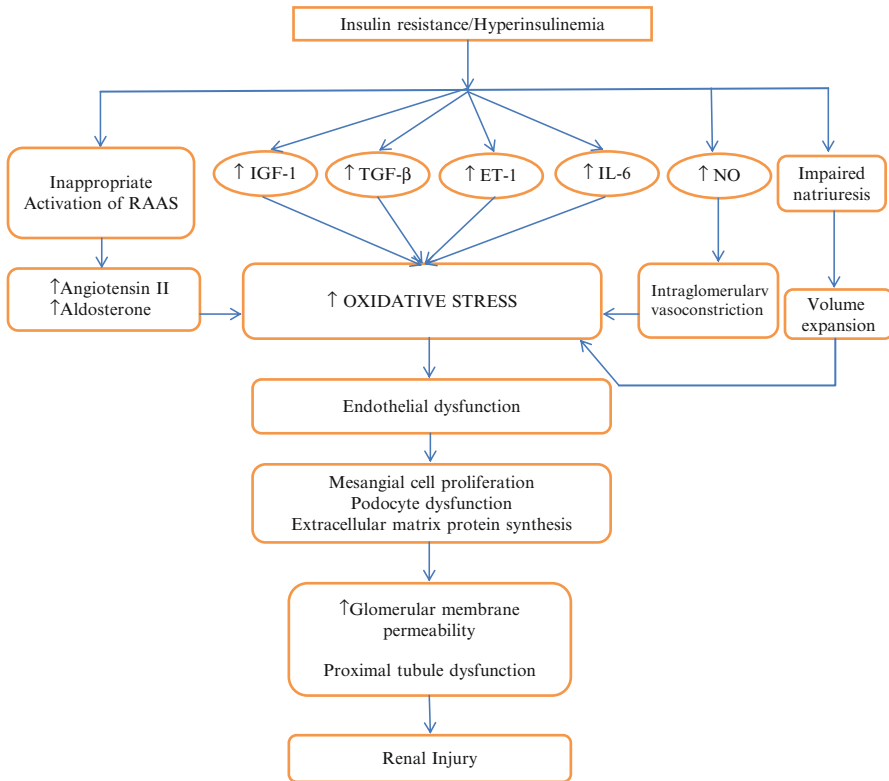 Insulin resistance/Hyperinsulinemia
Inappropriate
Activation of RAAS
↑ IGF-1
↑ TGF-β
↑ ET-1
↑ IL-6
↑ NO
Impaired
natriuresis
↑Angiotensin II
↑Aldosterone
↑ OXIDATIVE STRESS
Intraglomerularv
vasoconstriction
Volume
expansion
Endothelial dysfunction
Mesangial cell proliferation
Podocyte dysfunction
Extracellular matrix protein synthesis
↑Glomerular membrane
permeability
Proximal tubule dysfunction
Renal Injury